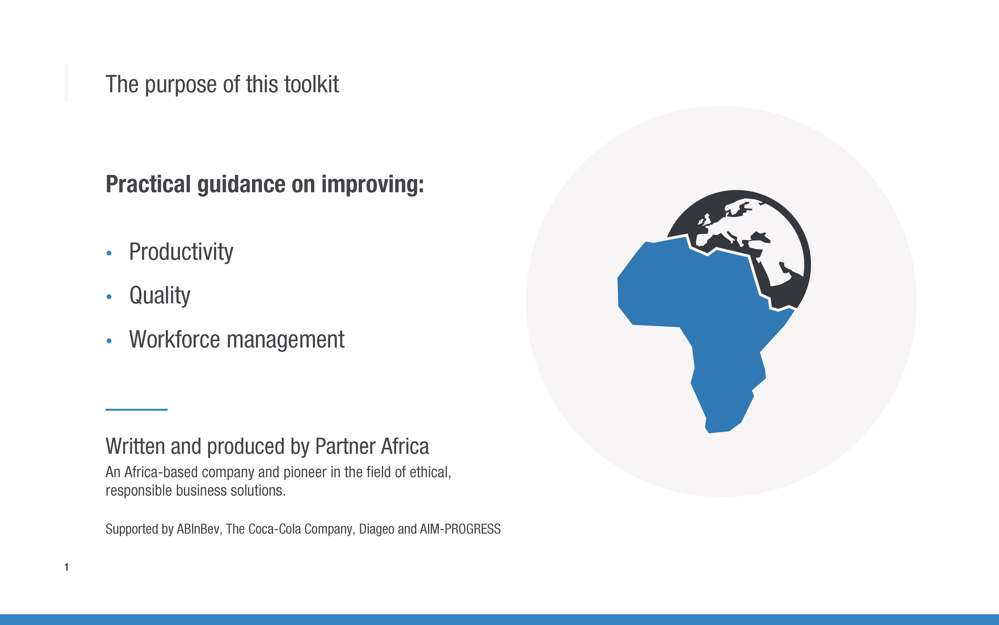 The purpose of this toolkit
Practical guidance on improving:
• Productivity
• Quality
• Workforce management
Written and produced by Partner Africa
An Africa-based company and pioneer in the field of ethical,
responsible business solutions.
Supported by ABInBev, The Coca-Cola Company, Diageo and AIM-PROGRESS
1